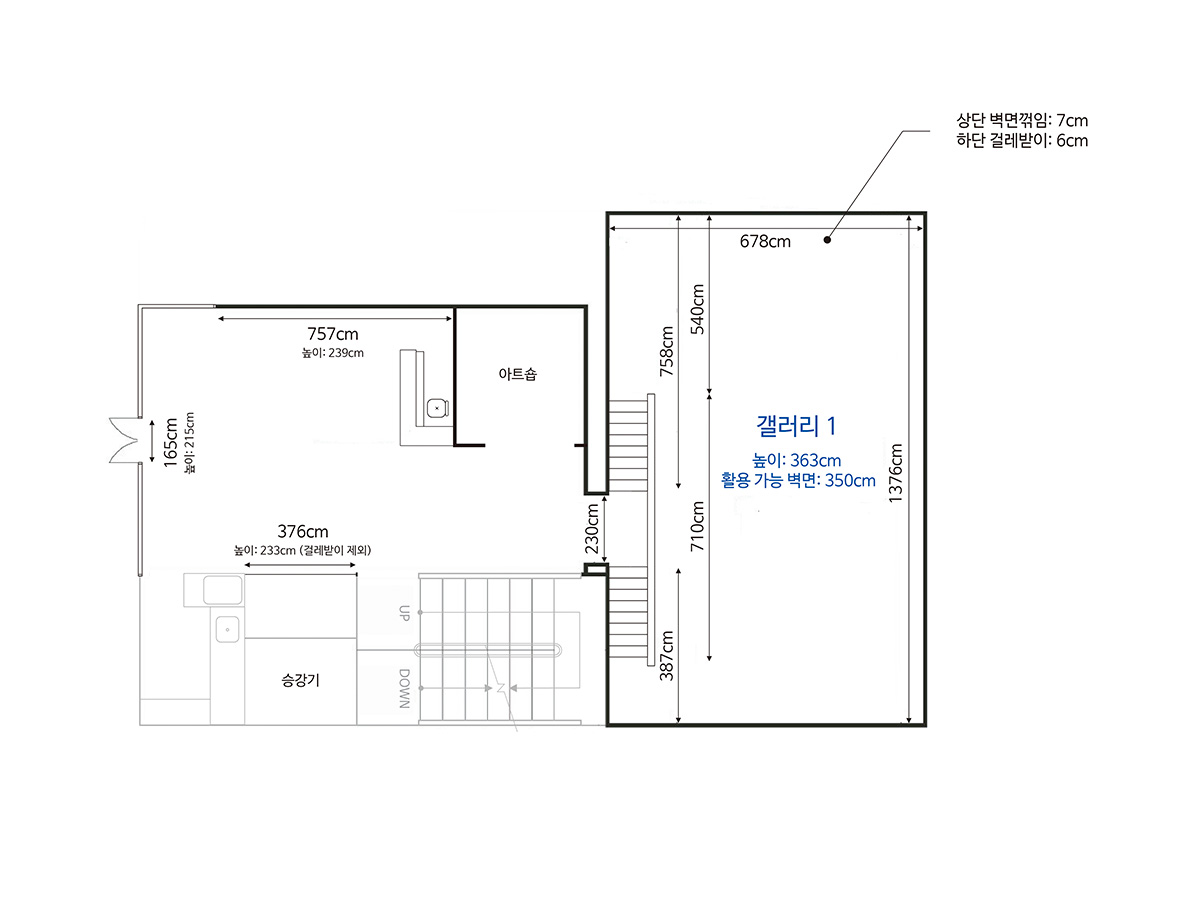 상단 벽면꺾임: 7cm
하단 걸레받이: 6cm
678cm
540cm
758cm
757cm
높이: 239cm
아트숍
165cm
높이: 215cm
갤러리 1
높이: 363cm
활용 가능 벽면: 350cm
1376cm
230cm
710cm
376cm
높이: 233cm (걸레받이 제외)
UP
387cm
승강기
DOWN